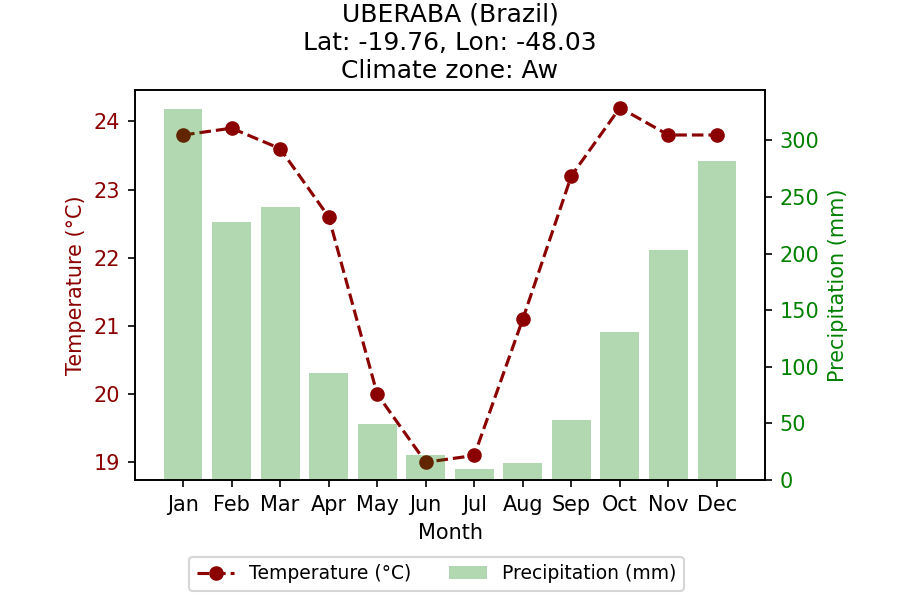 UBERABA (Brazil)
Lat: -19.76, Lon: -48.03
Climate zone: Aw
24
23
22
21
20
19
Temperature (°C)
300
250
200
150
100
50
0
Precipitation (mm)
Jan Feb Mar Apr May Jun Jul Aug Sep Oct Nov Dec
Month
Temperature (°C) Precipitation (mm)